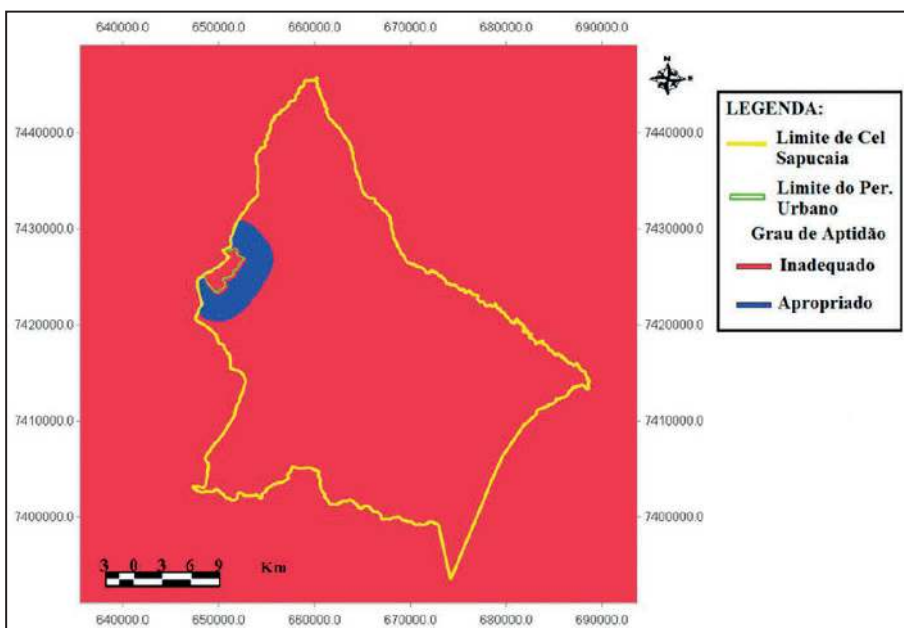 640000.0 650000.0 660000.0 670000.0 680000.0 690000.0
N
7440000.0 7440000.0
7430000.0 7430000.0
7420000.0 7420000.0
7410000.0 7410000.0
7400000.0 7400000.0
LEGENDA:
Limite de Cel
Sapucaia
Limite do Per.
Urbano
Grau de Aptidão
Inadequado
Apropriado
3 0 3 6 9 Km
640000.0 650000.0 660000.0 670000.0 680000.0 690000.0